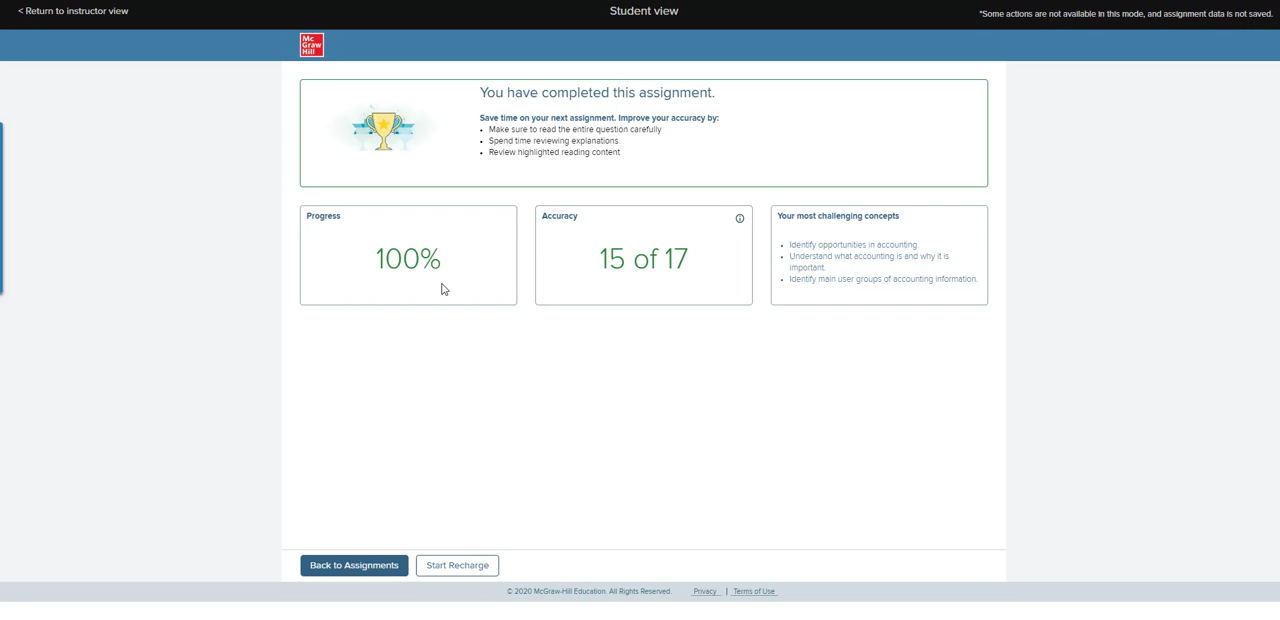 < Return to instructor view
Student view
*Some actions are not available in this mode, and assignment data is not saved.
Mc
Graw
Hill
You have completed this assignment.
Save time on your next assignment. Improve your accuracy by:
• Make sure to read the entire question carefully
• Spend time reviewing explanations
• Review highlighted reading content
Progress
100%
Accuracy
15 of 17
Your most challenging concepts
• Identify opportunities in accounting.
• Understand what accounting is and why it is
important.
• Identify main user groups of accounting information.
Back to Assignments
Start Recharge
© 2020 McGraw-Hill Education. All Rights Reserved. Privacy | Terms of Use